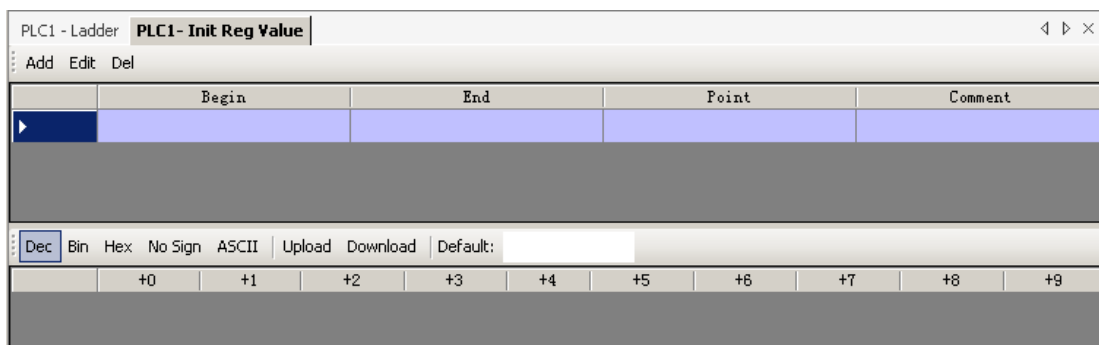 PLC1 - Ladder PLC1- Init Reg Value
Add Edit Del
Begin End Point Comment
Dec Bin Hex No Sign ASCII Upload Download Default:
+0 +1 +2 +3 +4 +5 +6 +7 +8 +9